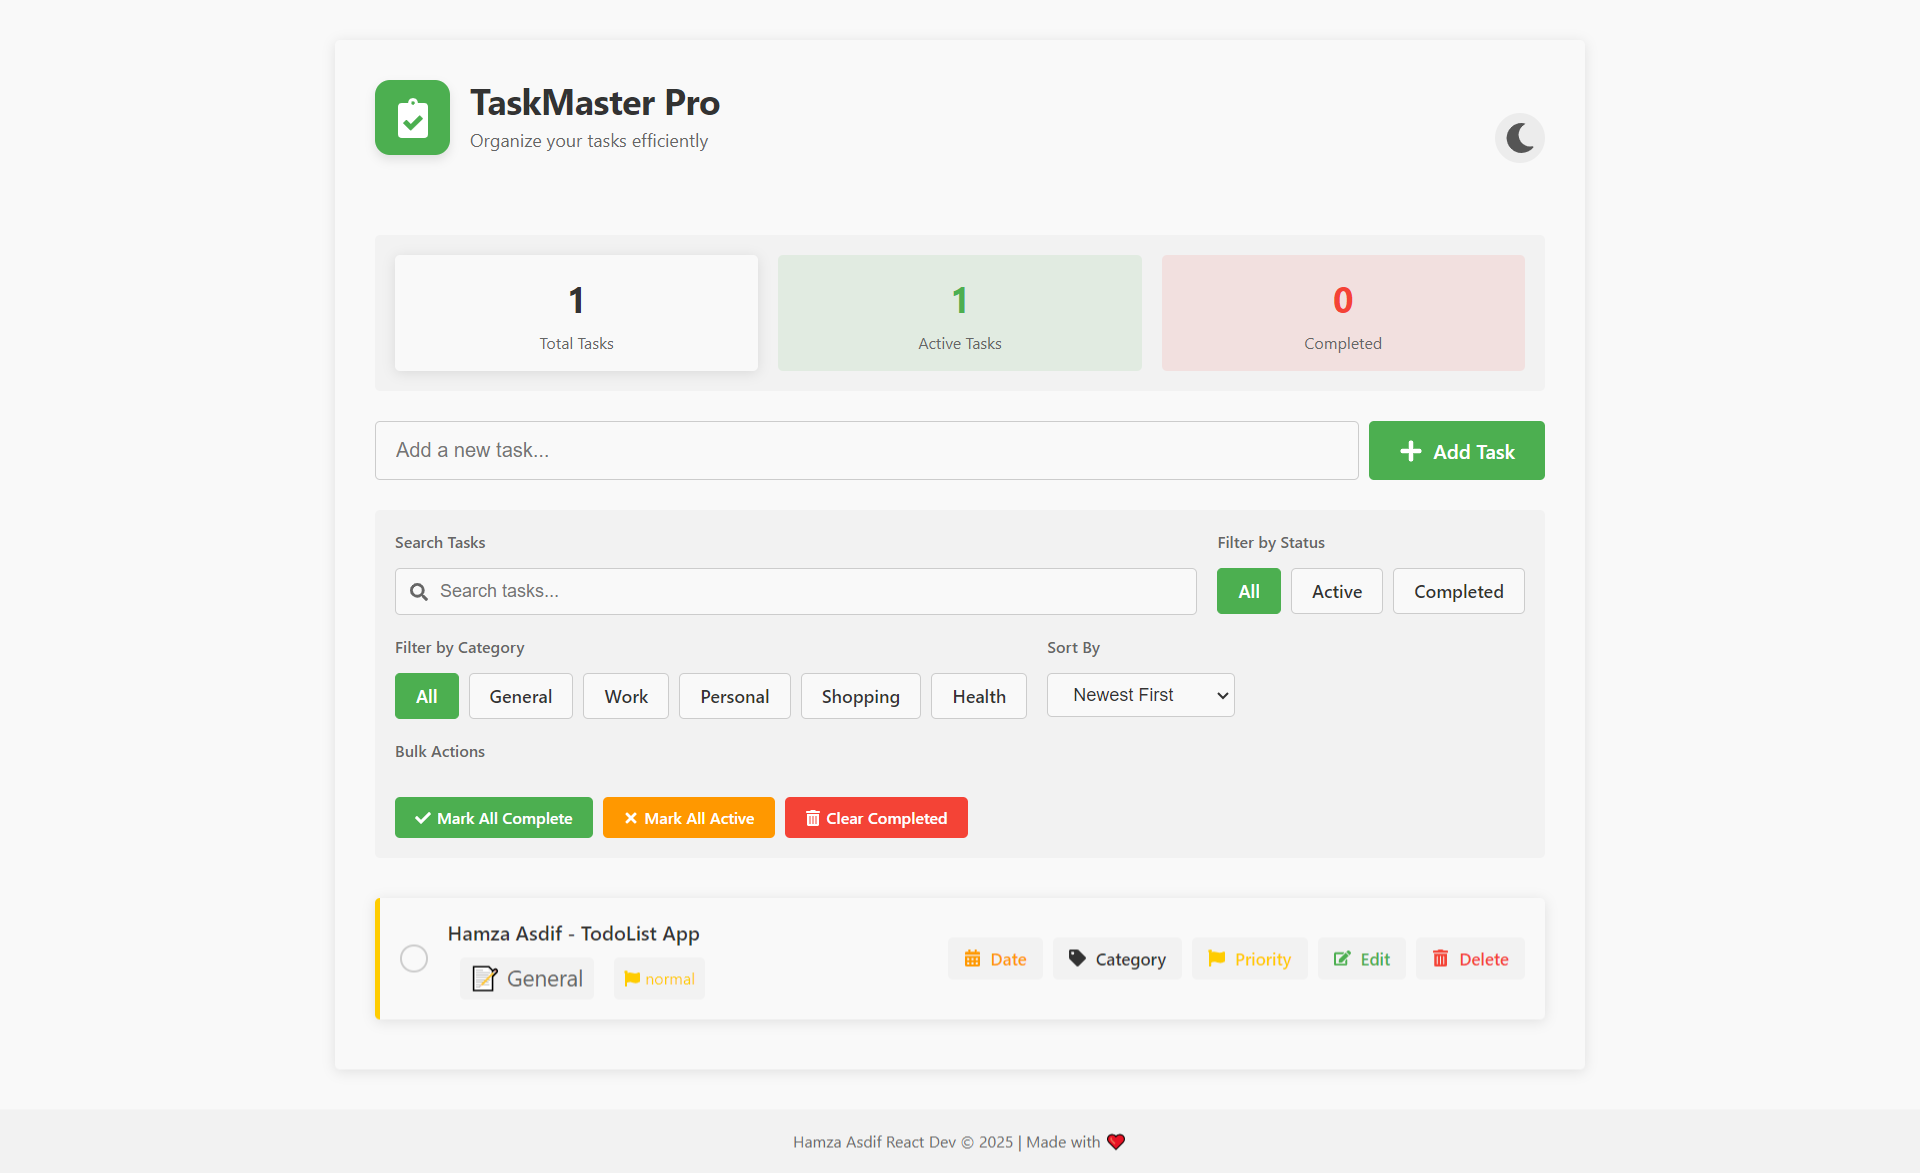 TaskMaster Pro
Organize your tasks efficiently
1
Total Tasks
1
Active Tasks
0
Completed
Add a new task...
Add Task
Search Tasks
Search tasks...
Filter by Status
All
Active
Completed
Filter by Category
All
General
Work
Personal
Shopping
Health
Sort By
Newest First
Bulk Actions
Mark All Complete
Mark All Active
Clear Completed
Hamza Asdif - TodoList App
General
normal
Date
Category
Priority
Edit
Delete
Hamza Asdif React Dev © 2025 | Made with ❤️